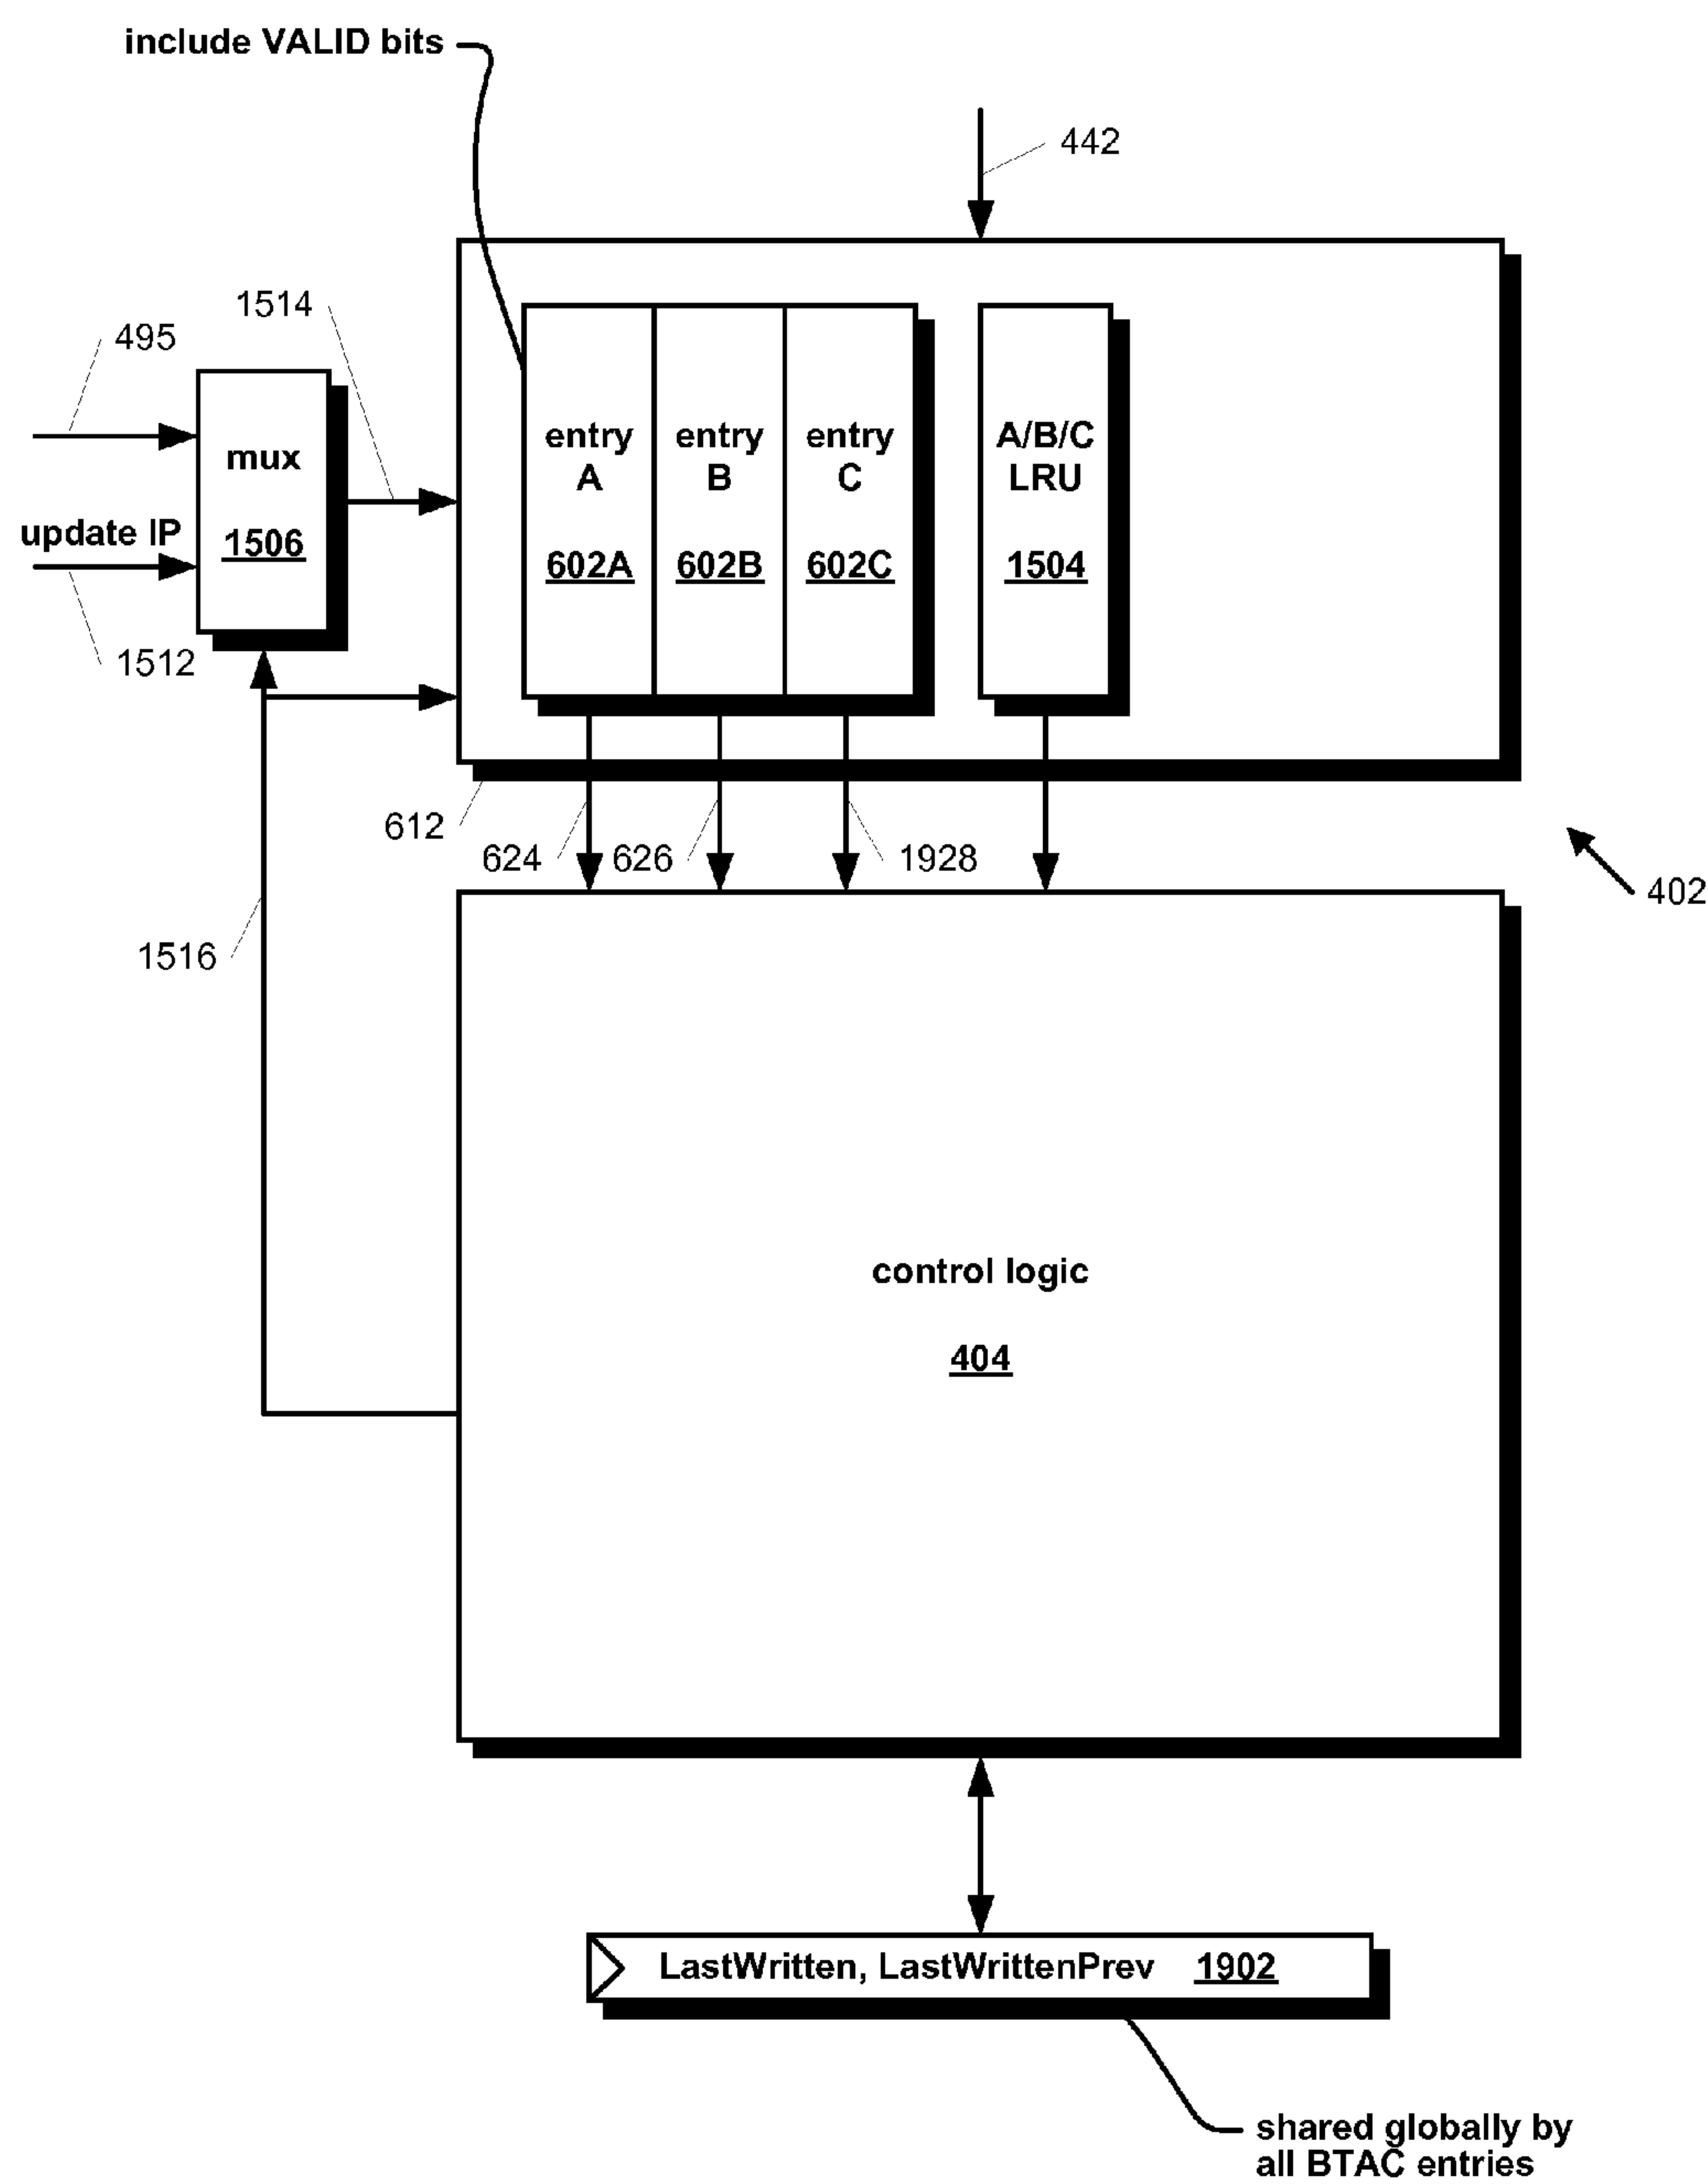 include VALID bits
442
1514
495
mux
1506
update IP
1512
entry
A
602A
entry
B
602B
entry
C
602C
A/B/C
LRU
1504
612
624
626
1928
402
1516
control logic
404
LastWritten, LastWrittenPrev 1902
shared globally by
all BTAC entries